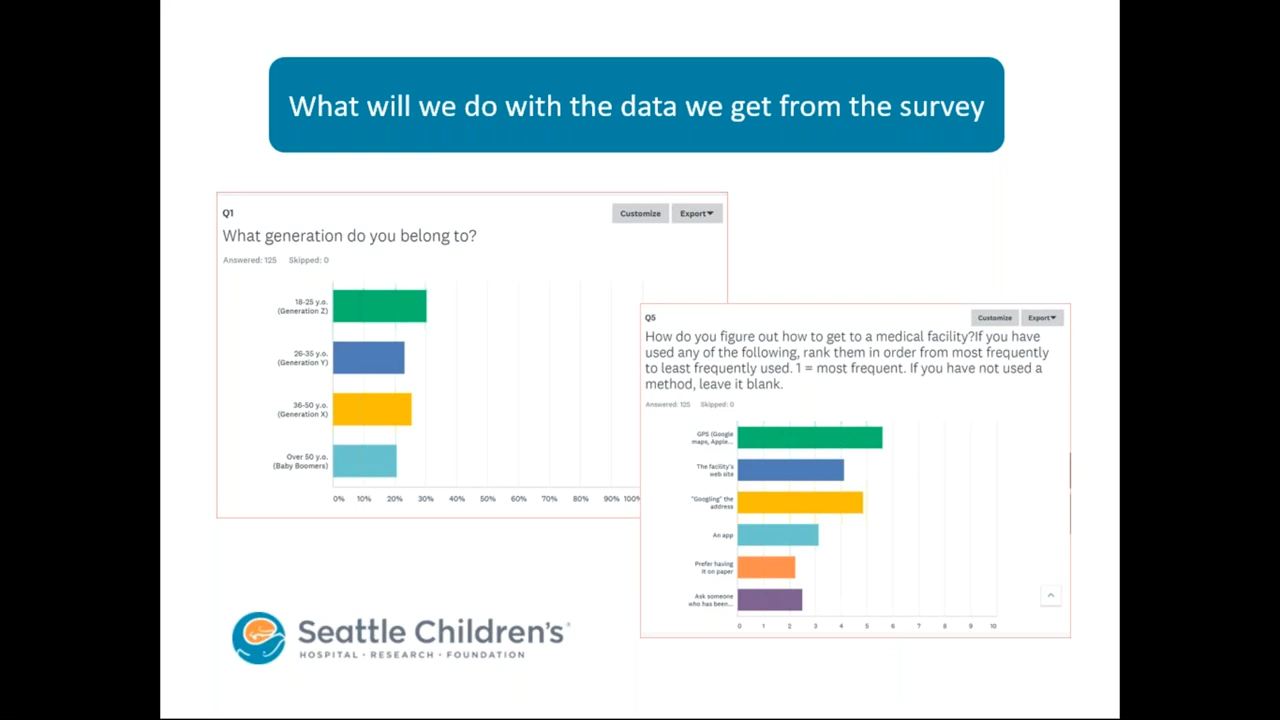 What will we do with the data we get from the survey
Q1
Customize
Export
What generation do you belong to?
Answered: 125 Skipped: 0
18-25 y.o.
(Generation Z)
26-35 y.o.
(Generation Y)
36-50 y.o.
(Generation X)
Over 50 y.o.
(Baby Boomers)
0% 10% 20% 30% 40% 50% 60% 70% 80% 90% 100%
Q5
Customize
Export
How do you figure out how to get to a medical facility?If you have
used any of the following, rank them in order from most frequently
to least frequently used. 1 = most frequent. If you have not used a
method, leave it blank.
Answered: 125 Skipped: 0
GPS (Google
maps, Apple...
The facility's
web site
"Googling" the
address
An app
Prefer having
it on paper
Ask someone
who has been...
0 1 2 3 4 5 6 7 8 9 10
Seattle Children's®
HOSPITAL • RESEARCH • FOUNDATION